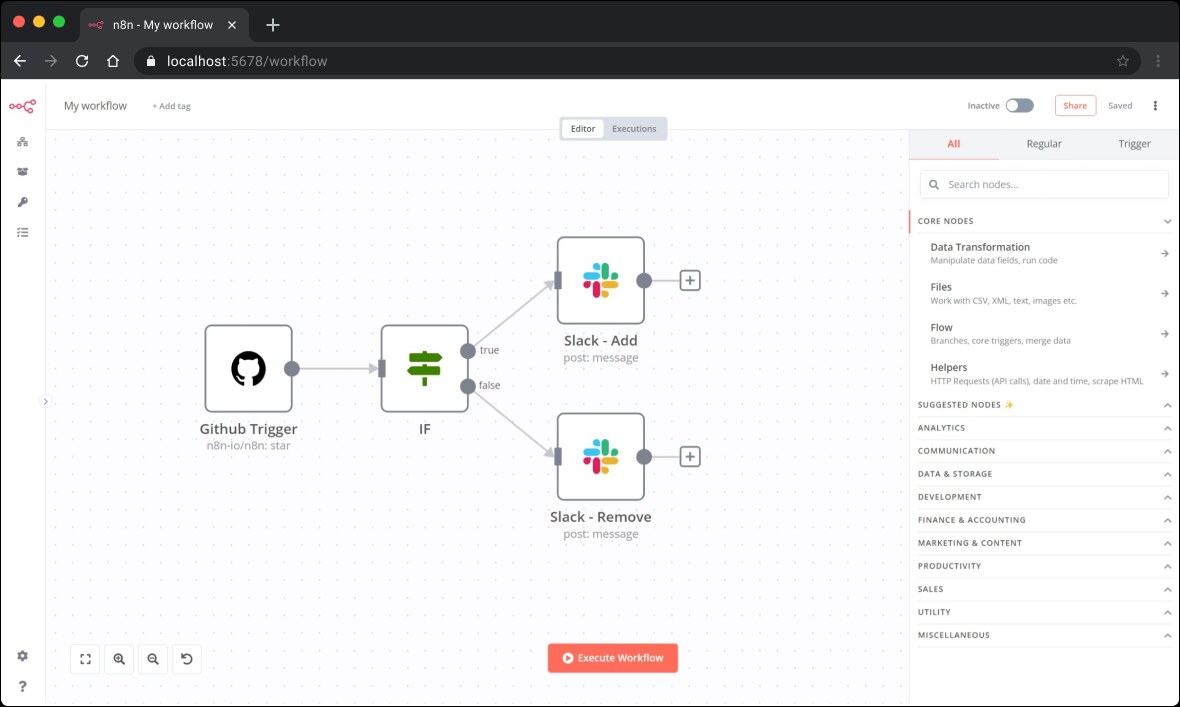 n8n - My workflow
localhost:5678/workflow
My workflow
+ Add tag
Inactive
Share
Saved
Editor
Executions
All
Regular
Trigger
Search nodes...
CORE NODES
Data Transformation
Manipulate data fields, run code
Files
Work with CSV, XML, text, images etc.
Flow
Branches, core triggers, merge data
Helpers
HTTP Requests (API calls), date and time, scrape HTML
SUGGESTED NODES ✨
ANALYTICS
COMMUNICATION
DATA & STORAGE
DEVELOPMENT
FINANCE & ACCOUNTING
MARKETING & CONTENT
PRODUCTIVITY
SALES
UTILITY
MISCELLANEOUS
Github Trigger
n8n-io/n8n: star
IF
true
false
Slack - Add
post: message
Slack - Remove
post: message
Execute Workflow
?